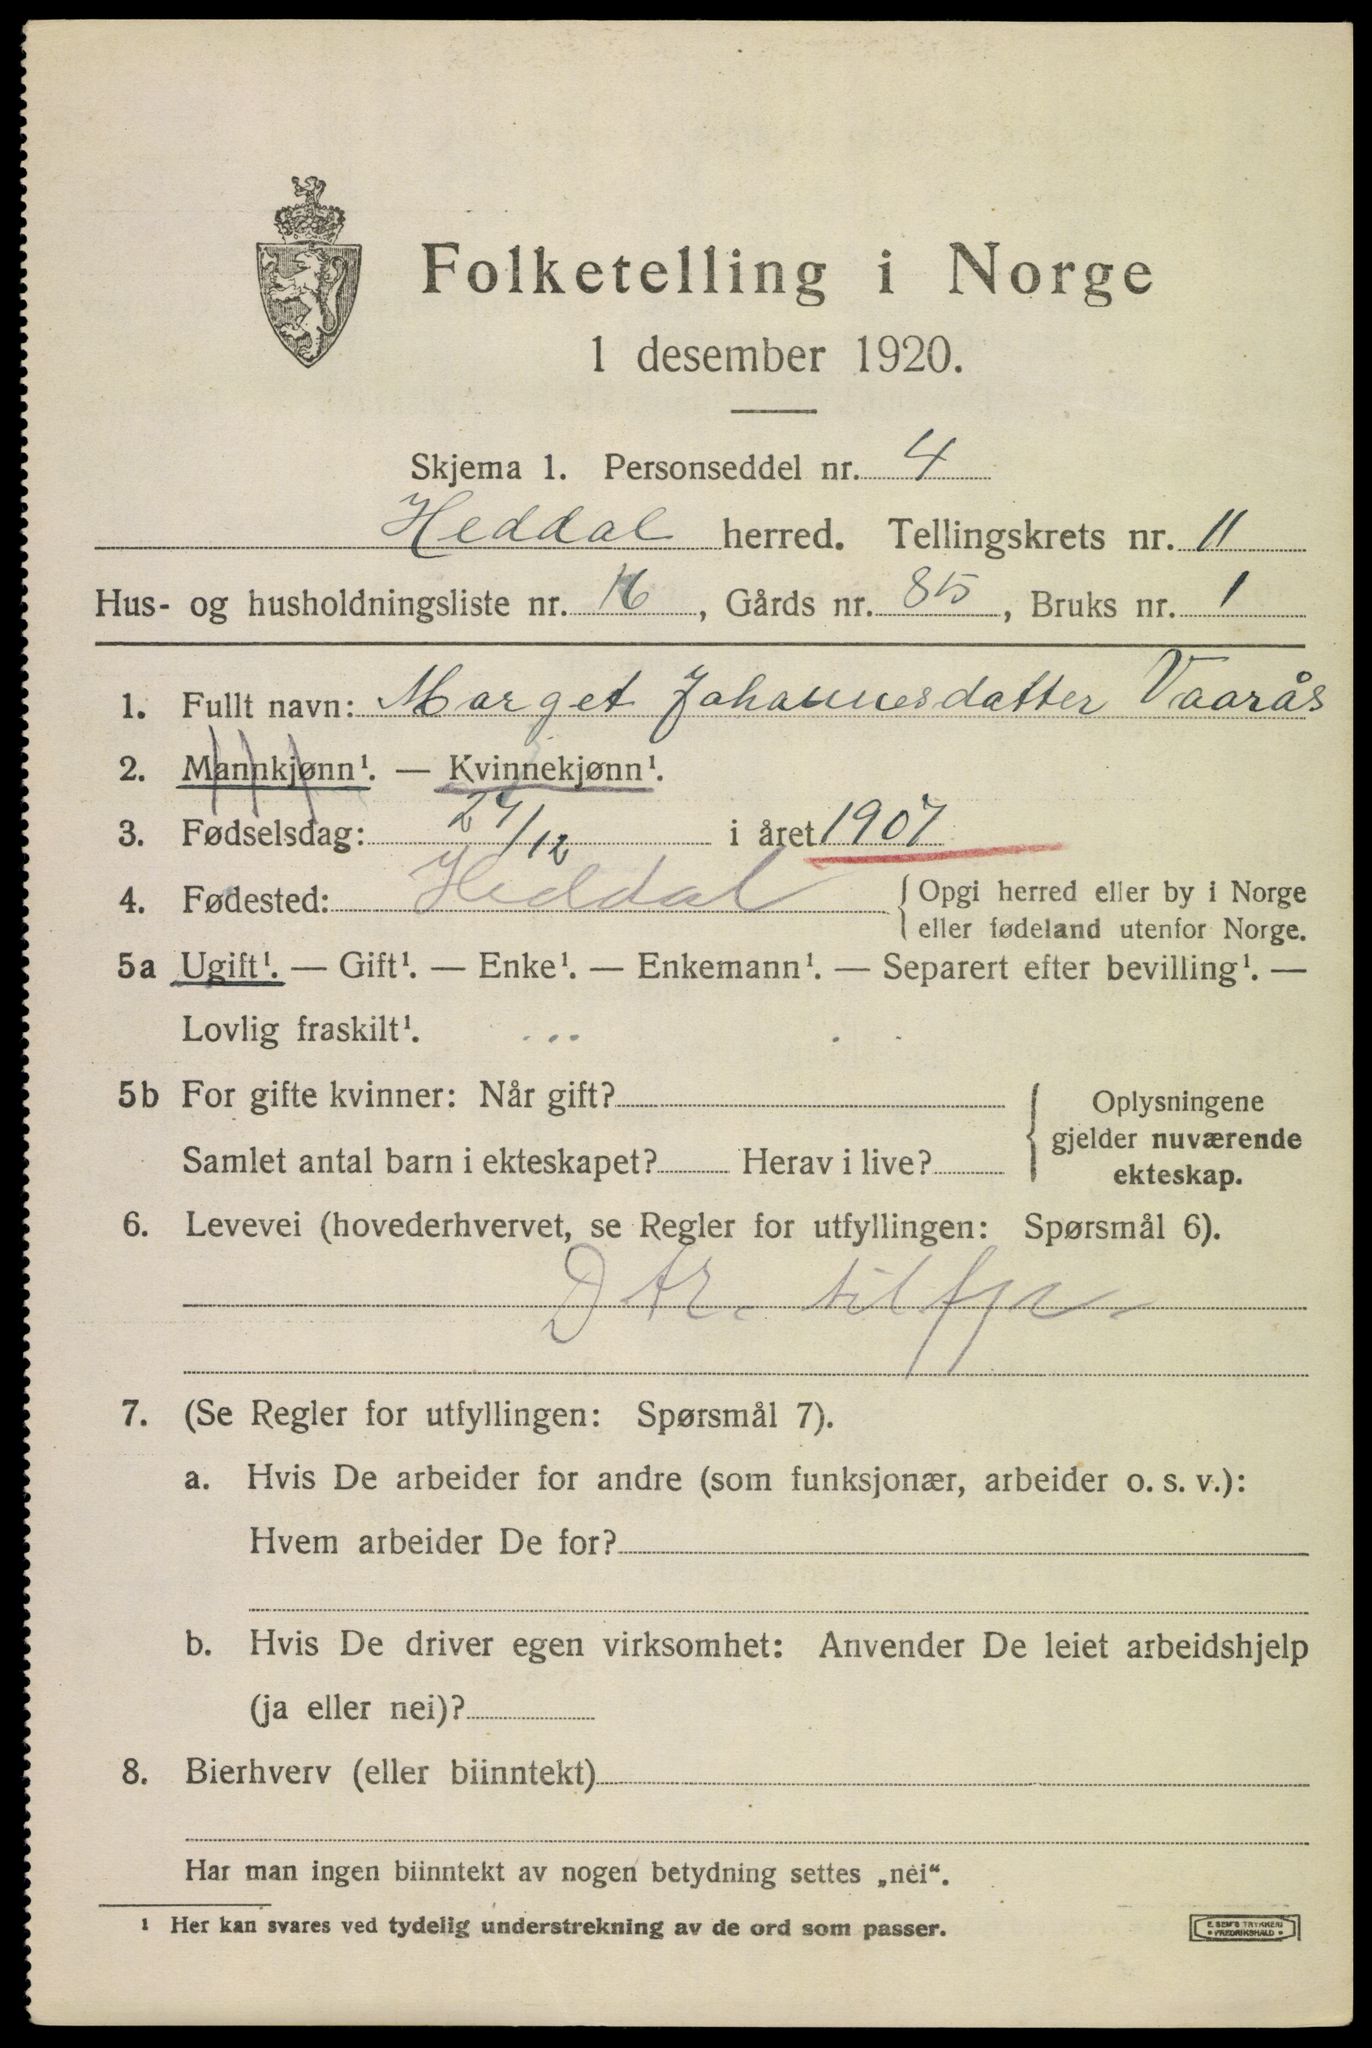 Folketelling i Norge
1 desember 1920.
Skjema 1. Personseddel nr. 4
Heddal herred. Tellingskrets nr. 11
Hus- og husholdningsliste nr. 16, Gårds nr. 85, Bruks nr. 1
1. Fullt navn: Marget Johannesdatter Vaarås
2. Mannkjønn¹. — Kvinnekjønn¹.
3. Fødselsdag: 27/12 i året 1907
4. Fødested: Heddal { Opgi herred eller by i Norge
eller fødeland utenfor Norge.
5a Ugift¹. — Gift¹. — Enke¹. — Enkemann¹. — Separert efter bevilling¹. —
Lovlig fraskilt¹.
5b For gifte kvinner: Når gift? Oplysningene
gjelder nuværende
Samlet antal barn i ekteskapet? Herav i live? ekteskap.
6. Levevei (hovederhvervet, se Regler for utfyllingen: Spørsmål 6).
Dtr. til
7. (Se Regler for utfyllingen: Spørsmål 7).
a. Hvis De arbeider for andre (som funksjonær, arbeider o. s. v.):
Hvem arbeider De for?
b. Hvis De driver egen virksomhet: Anvender De leiet arbeidshjelp
(ja eller nei)?
8. Bierhverv (eller biinntekt)
Har man ingen biinntekt av nogen betydning settes „nei“.
¹ Her kan svares ved tydelig understrekning av de ord som passer.
E. SEM'S TRYKKERI
• FREDRIKSHALD •